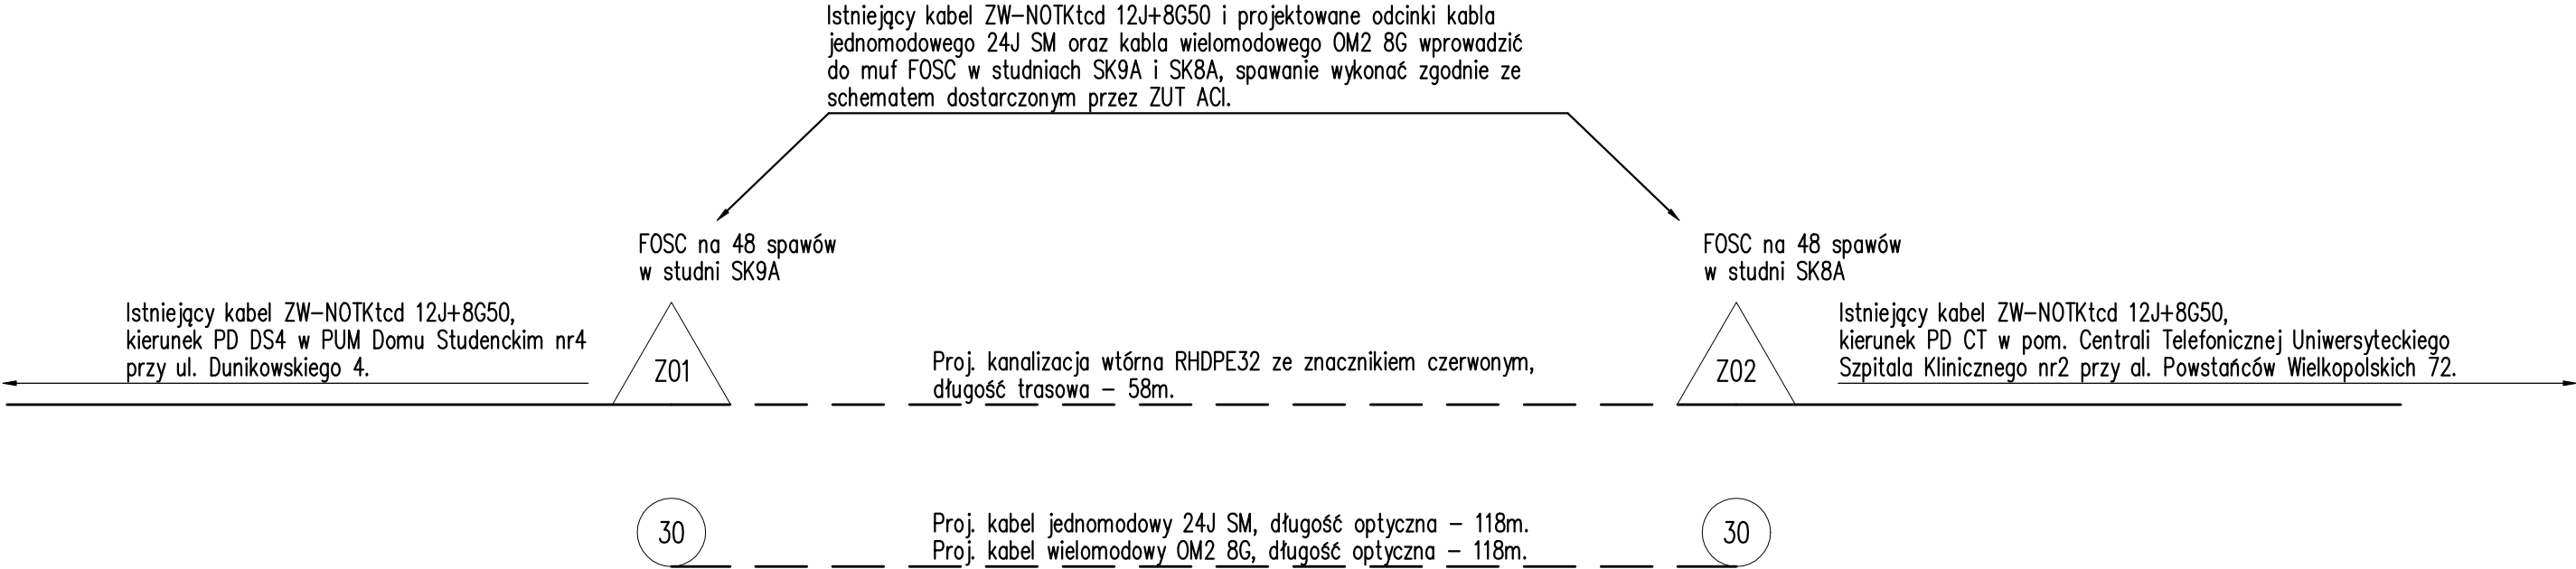 Istniejący kabel ZW-NOTKtcd 12J+8G50 i projektowane odcinki kabla
jednomodowego 24J SM oraz kabla wielomodowego OM2 8G wprowadzić
do muf FOSC w studniach SK9A i SK8A, spawanie wykonać zgodnie ze
schematem dostarczonym przez ZUT ACI.
FOSC na 48 spawów
w studni SK9A
FOSC na 48 spawów
w studni SK8A
Istniejący kabel ZW-NOTKtcd 12J+8G50,
kierunek PD DS4 w PUM Domu Studenckim nr4
przy ul. Dunikowskiego 4.
Z01
Proj. kanalizacja wtórna RHDPE32 ze znacznikiem czerwonym,
długość trasowa - 58m.
Z02
Istniejący kabel ZW-NOTKtcd 12J+8G50,
kierunek PD CT w pom. Centrali Telefonicznej Uniwersyteckiego
Szpitala Klinicznego nr2 przy al. Powstańców Wielkopolskich 72.
30
Proj. kabel jednomodowy 24J SM, długość optyczna - 118m.
Proj. kabel wielomodowy OM2 8G, długość optyczna - 118m.
30